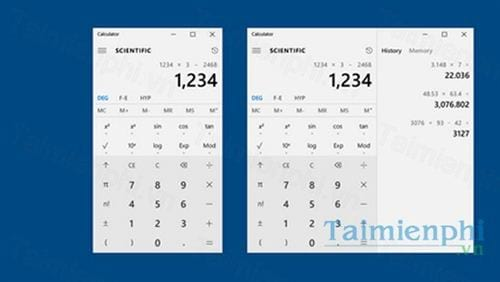 Calculator
SCIENTIFIC
1234 × 3 - 2468
1,234
DEG F-E HYP
MC M+ M- MR MS M˅
x² xʸ sin cos tan
√ 10ˣ log Exp Mod
↑ CE C ⌫ ÷
π 7 8 9 ×
n! 4 5 6 −
± 1 2 3 +
( ) 0 . =
Calculator
SCIENTIFIC
1234 × 3 - 2468
1,234
DEG F-E HYP
MC M+ M- MR MS M˅
x² xʸ sin cos tan
√ 10ˣ log Exp Mod
↑ CE C ⌫ ÷
π 7 8 9 ×
n! 4 5 6 −
± 1 2 3 +
( ) 0 . =
History Memory
3.148 × 7 =
22.036
48.53 × 63.4 =
3,076.802
3076 + 93 - 42 =
3127
Taimienphi
.vn